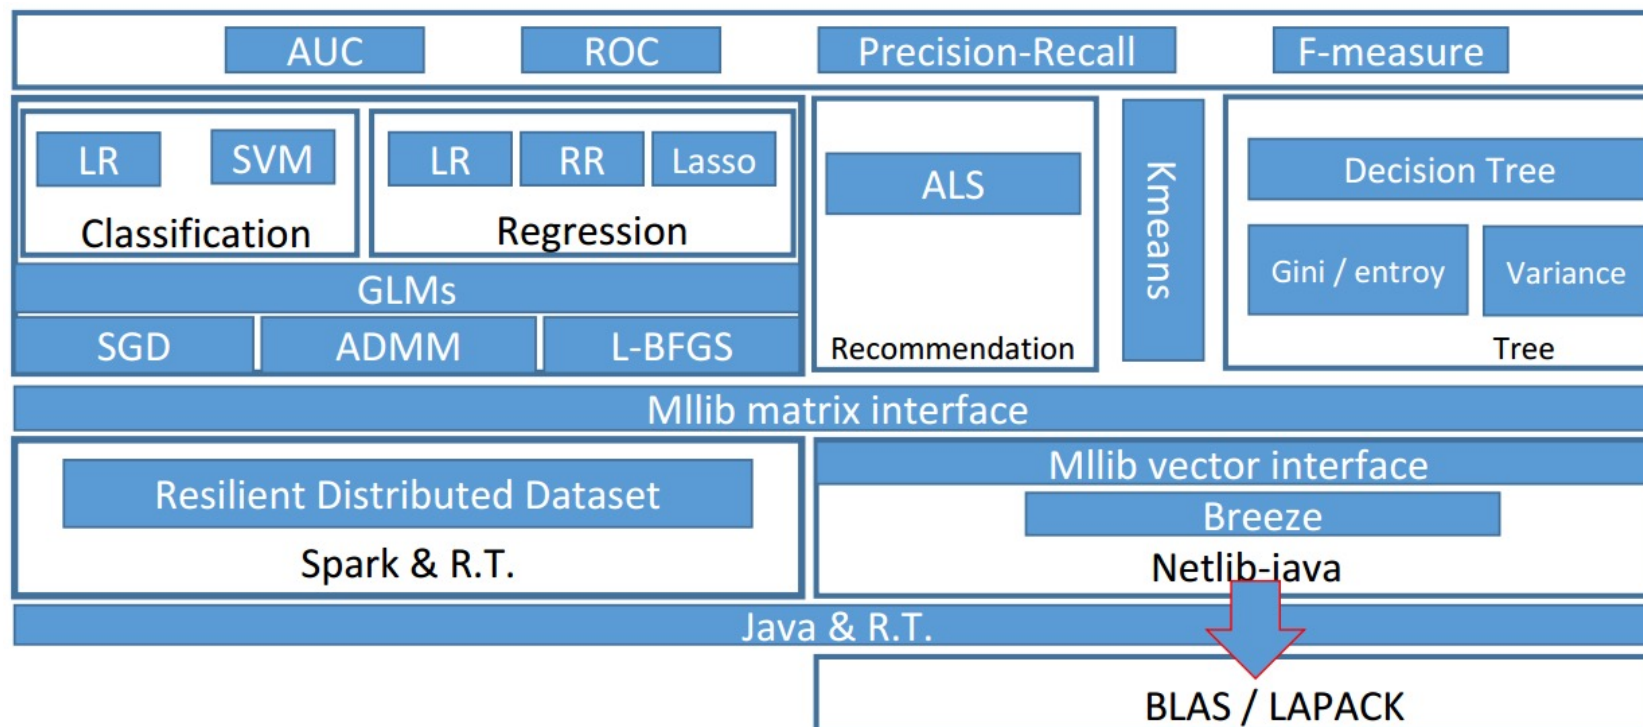 AUC
ROC
Precision-Recall
F-measure
LR
SVM
Classification
LR
RR
Lasso
Regression
GLMs
SGD
ADMM
L-BFGS
ALS
Recommendation
Kmeans
Decision Tree
Gini / entroy
Variance
Tree
Mllib matrix interface
Resilient Distributed Dataset
Spark & R.T.
Mllib vector interface
Breeze
Netlib-java
Java & R.T.
BLAS / LAPACK